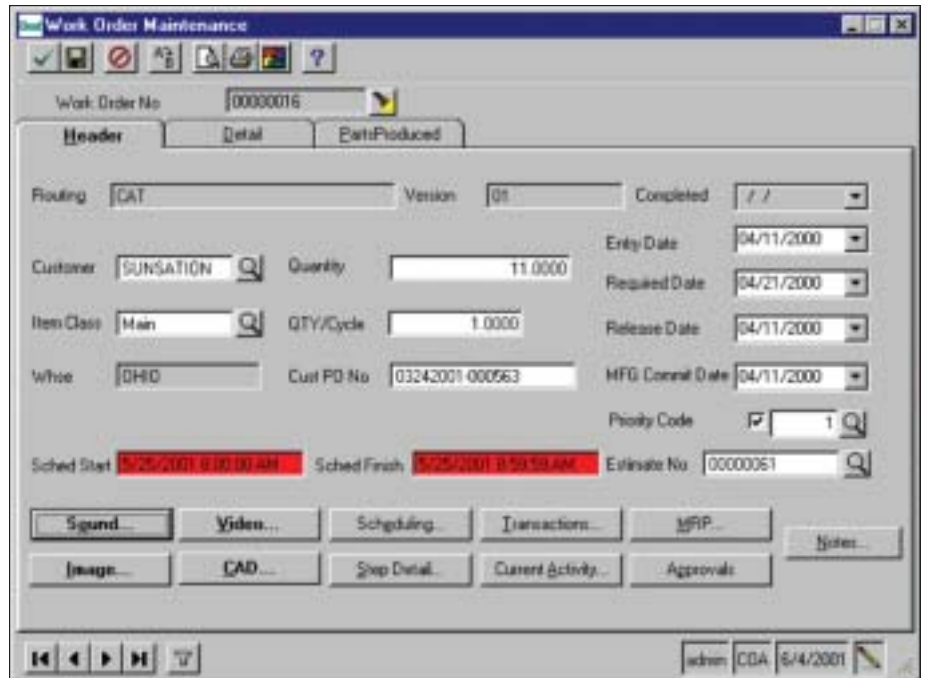 Work Order Maintenance
Work Order No 00000016
Header Detail PartsProduced
Routing CAT Version 01 Completed / /
Entry Date 04/11/2000
Customer SUNSATION Quantity 11.0000
Required Date 04/21/2000
Item Class Main QTY/Cycle 1.0000 Release Date 04/11/2000
Whse OHIO Cust PO No 03242001-000563 MFG Commit Date 04/11/2000
Priority Code 1
Sched Start 5/25/2001 8:00:00 AM Sched Finish 5/25/2001 8:59:59 AM Estimate No 00000061
Sound... Video... Scheduling... Transactions... MRP...
Notes...
Image... CAD... Step Detail... Current Activity... Approvals
admin COA 6/4/2001